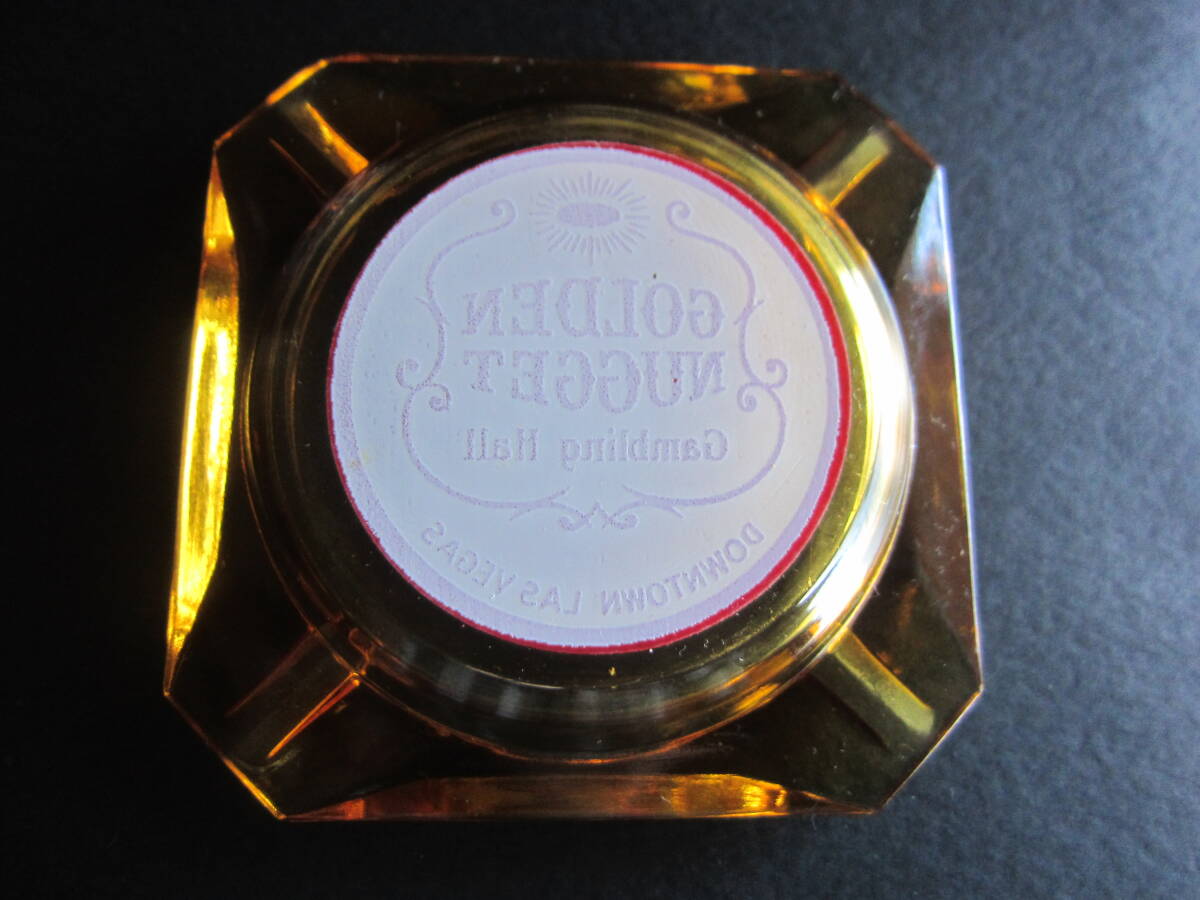 GOLDEN
NUGGET
Gambling Hall
DOWNTOWN LAS VEGAS